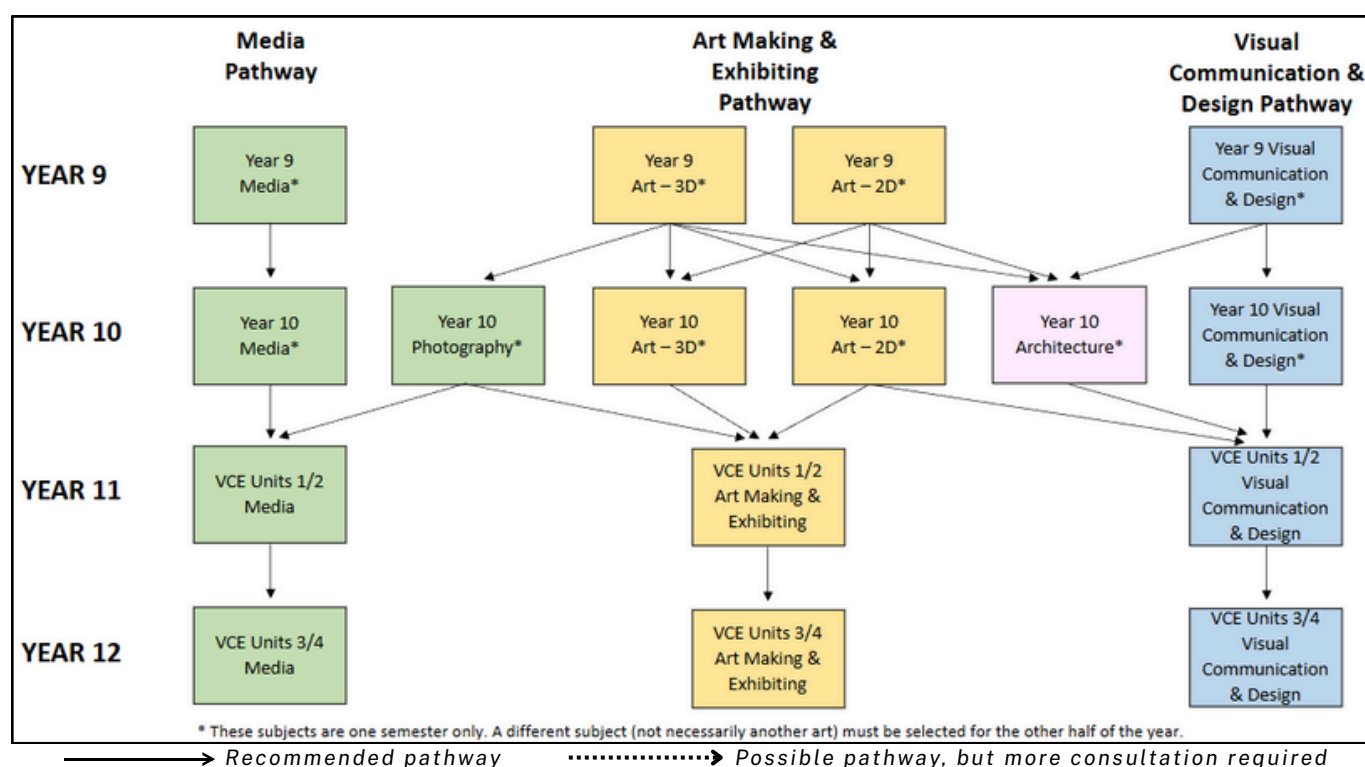 Media
Pathway
Art Making &
Exhibiting
Pathway
Visual
Communication &
Design Pathway
YEAR 9
Year 9
Media*
Year 9
Art – 3D*
Year 9
Art – 2D*
Year 9 Visual
Communication
& Design*
YEAR 10
Year 10
Media*
Year 10
Photography*
Year 10
Art – 3D*
Year 10
Art – 2D*
Year 10
Architecture*
Year 10 Visual
Communication
& Design*
YEAR 11
VCE Units 1/2
Media
VCE Units 1/2
Art Making &
Exhibiting
VCE Units 1/2
Visual
Communication
& Design
YEAR 12
VCE Units 3/4
Media
VCE Units 3/4
Art Making &
Exhibiting
VCE Units 3/4
Visual
Communication
& Design
* These subjects are one semester only. A different subject (not necessarily another art) must be selected for the other half of the year.
Recommended pathway
Possible pathway, but more consultation required